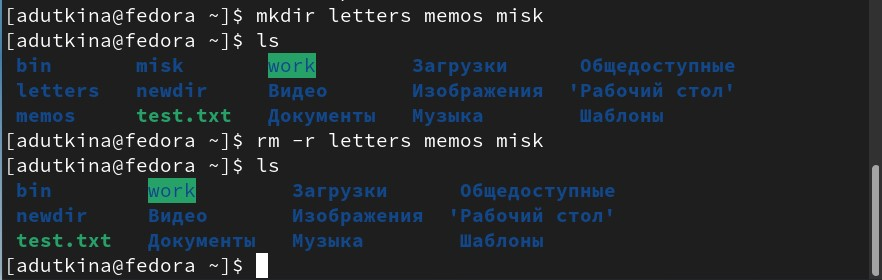 [adutkina@fedora ~]$ mkdir letters memos misk
[adutkina@fedora ~]$ ls
bin misk work Загрузки Общедоступные
letters newdir Видео Изображения 'Рабочий стол'
memos test.txt Документы Музыка Шаблоны
[adutkina@fedora ~]$ rm -r letters memos misk
[adutkina@fedora ~]$ ls
bin work Загрузки Общедоступные
newdir Видео Изображения 'Рабочий стол'
test.txt Документы Музыка Шаблоны
[adutkina@fedora ~]$